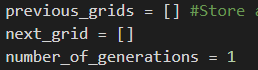 previous_grids = [] #Store
next_grid = []
number_of_generations = 1